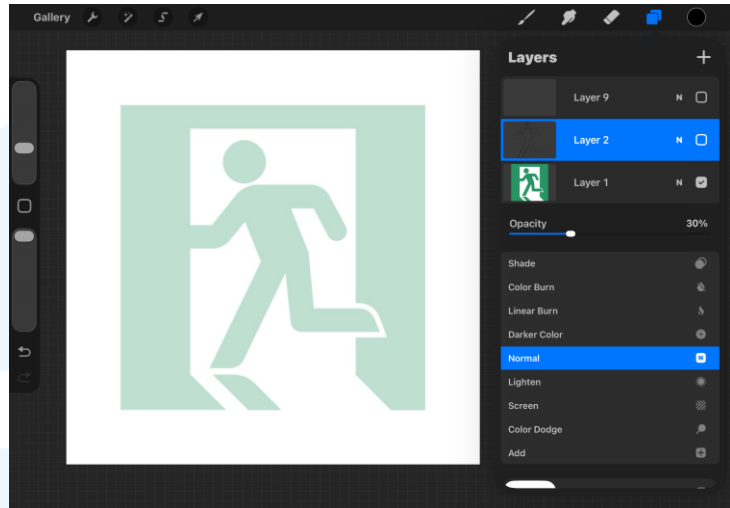 Gallery
Layers
Layer 9 N
Layer 2 N
Layer 1 N
Opacity 30%
Shade
Color Burn
Linear Burn
Darker Color
Normal N
Lighten
Screen
Color Dodge
Add